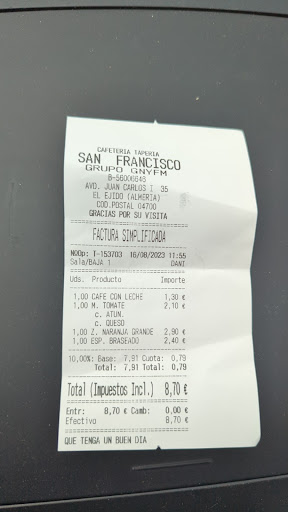 CAFETERIA TAPERIA
SAN FRANCISCO
GRUPO GNYFM
B-56006646
AVD. JUAN CARLOS I 35
EL EJIDO (ALMERIA)
COD.POSTAL 04700
GRACIAS POR SU VISITA
FACTURA SIMPLIFICADA
NºOp: T-153703 16/08/2023 11:55
Sala/BAJA 1 DANI
Uds. Producto Importe
1,00 CAFE CON LECHE 1,30 €
1,00 M. TOMATE 2,10 €
c. ATUN.
c. QUESO
1,00 Z. NARANJA GRANDE 2,90 €
1,00 ESP. BRASEADO 2,40 €
10,00%: Base: 7,91 Cuota: 0,79
Total: 7,91 Total: 0,79
Total (Impuestos Incl.) 8,70 €
Entr: 8,70 € Camb: 0,00 €
Efectivo 8,70 €
QUE TENGA UN BUEN DIA